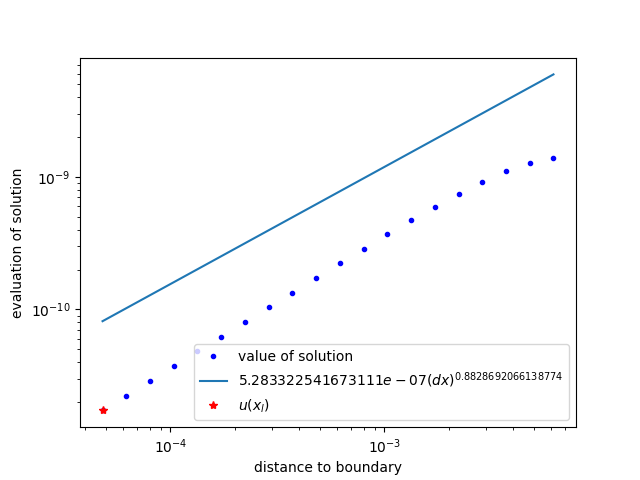 10⁻⁹
10⁻¹⁰
evaluation of solution
value of solution
5.283322541673111e − 07(dx)^0.8828692066138774
u(x_l)
10⁻⁴
10⁻³
distance to boundary